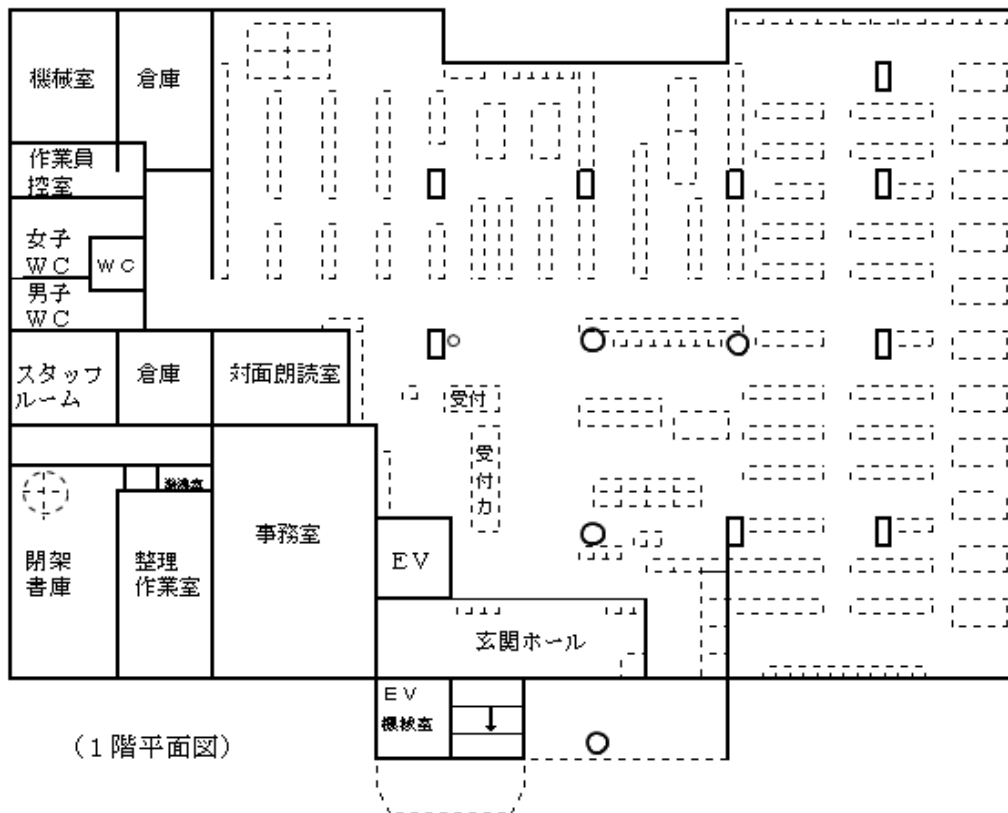 機械室
倉庫
作業員
控室
女子
ＷＣ
ＷＣ
男子
ＷＣ
スタッフ
ルーム
倉庫
対面朗読室
受付
受
付
カ
閉架
書庫
整理
作業室
事務室
ＥＶ
玄関ホール
ＥＶ
機械室
（１階平面図）